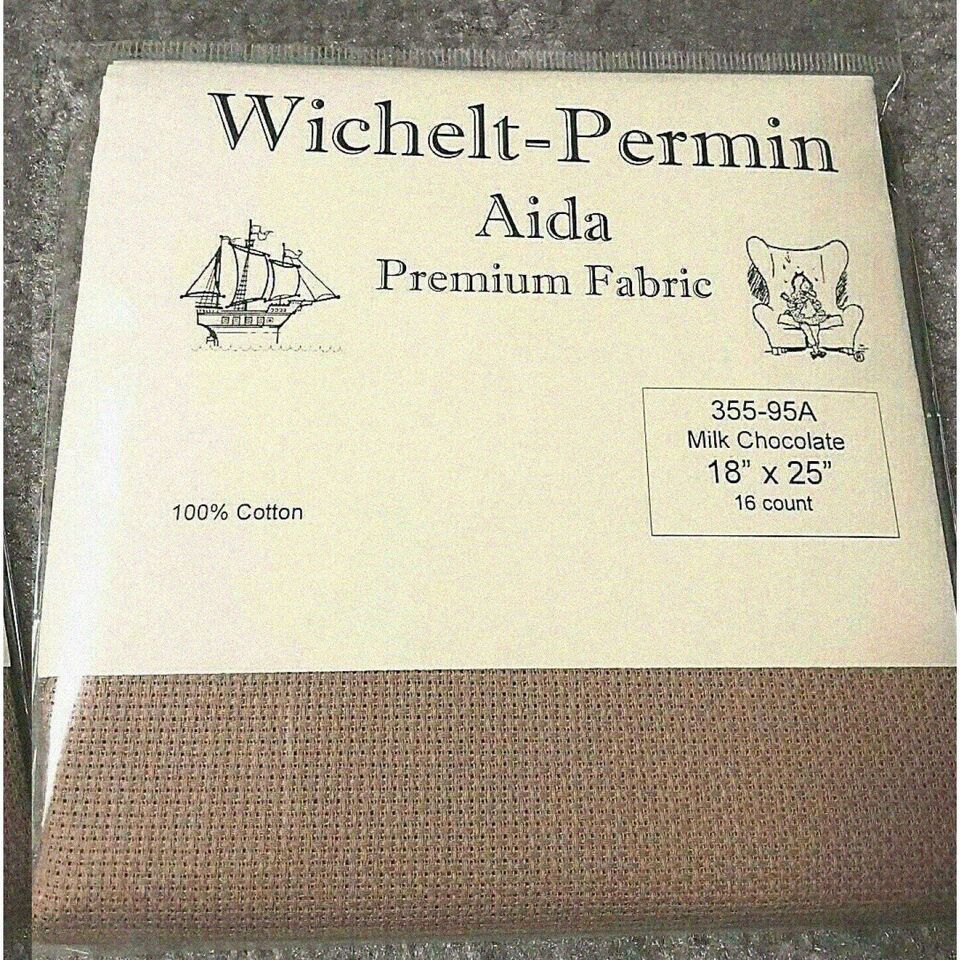 Wichelt-Permin
Aida
Premium Fabric
355-95A
Milk Chocolate
18” x 25”
16 count
100% Cotton